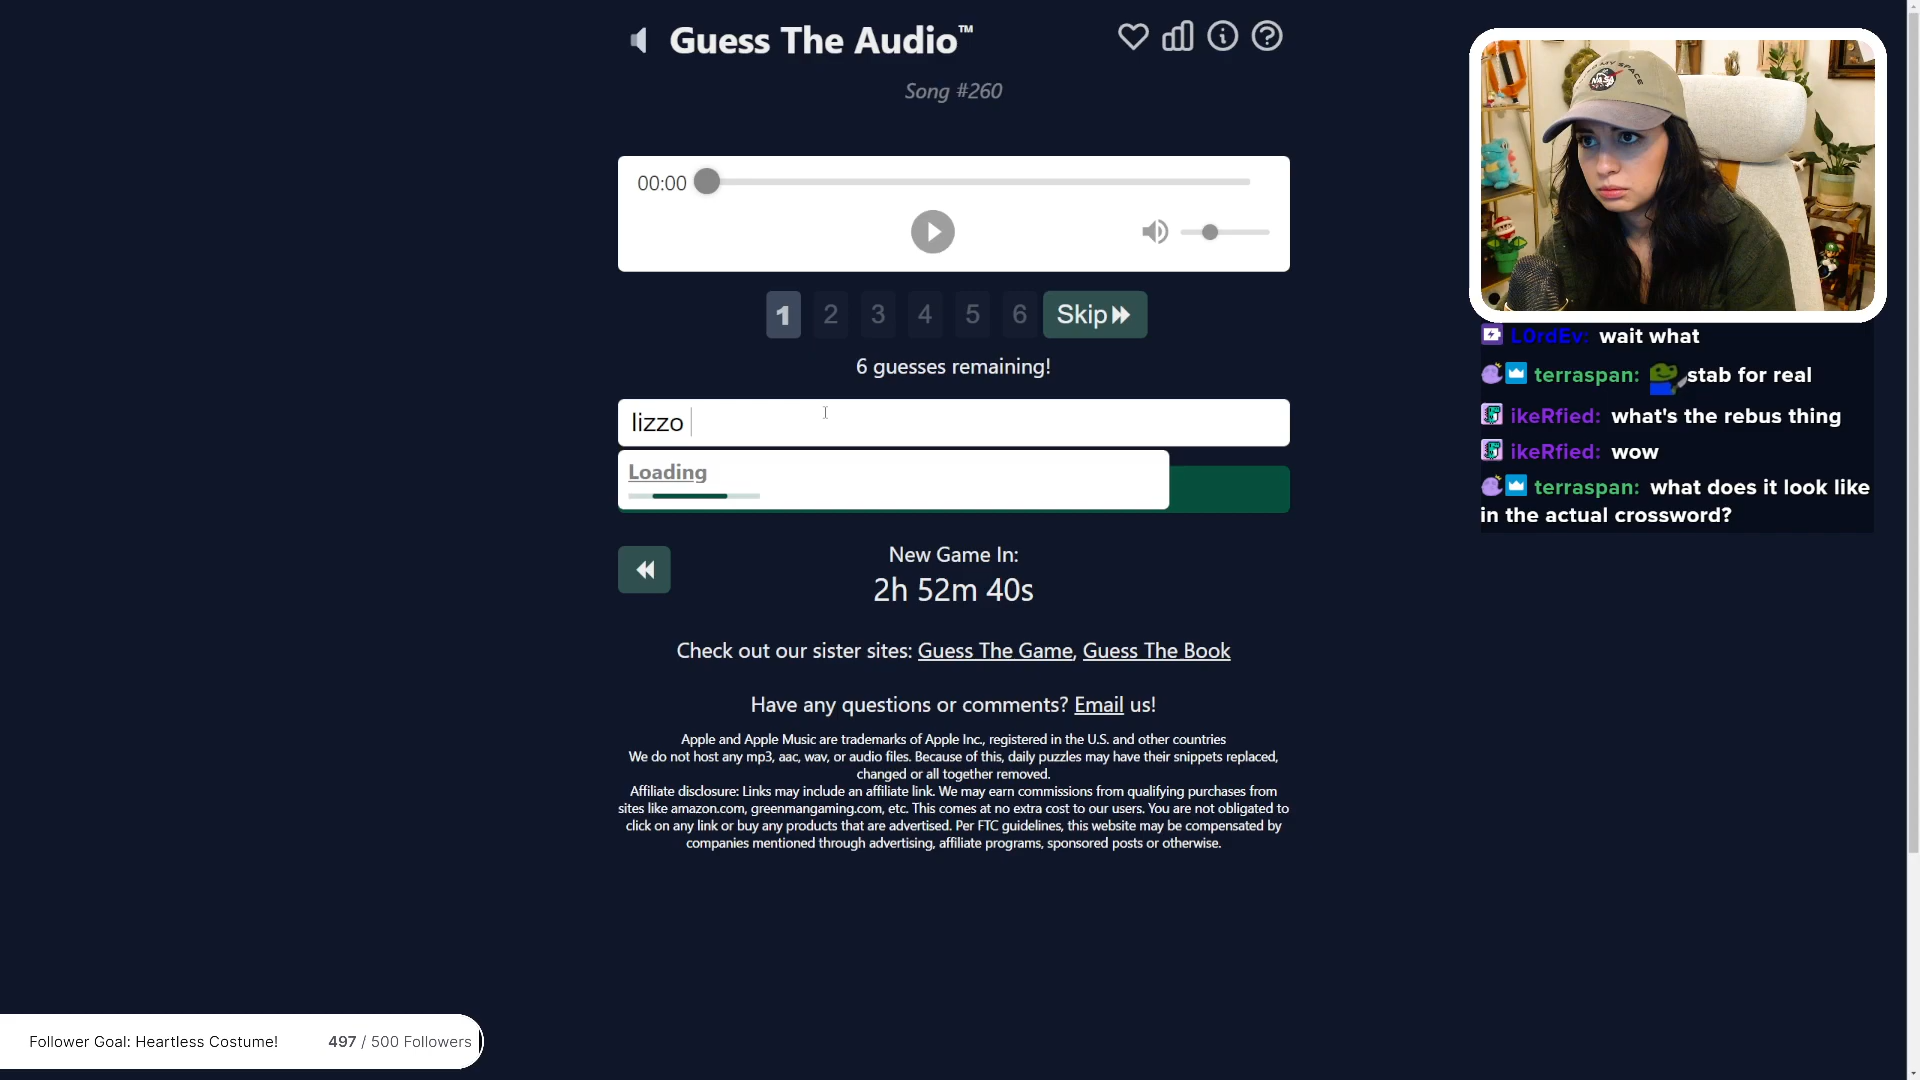 Guess The Audio™
Song #260
00:00
1 2 3 4 5 6 Skip
6 guesses remaining!
lizzo
Loading
New Game In:
2h 52m 40s
Check out our sister sites: Guess The Game, Guess The Book
Have any questions or comments? Email us!
Apple and Apple Music are trademarks of Apple Inc., registered in the U.S. and other countries
We do not host any mp3, aac, wav, or audio files. Because of this, daily puzzles may have their snippets replaced,
changed or all together removed.
Affiliate disclosure: Links may include an affiliate link. We may earn commissions from qualifying purchases from
sites like amazon.com, greenmangaming.com, etc. This comes at no extra cost to our users. You are not obligated to
click on any link or buy any products that are advertised. Per FTC guidelines, this website may be compensated by
companies mentioned through advertising, affiliate programs, sponsored posts or otherwise.
MY SPACE
NASA
L0rdEv: wait what
terraspan: stab for real
ikeRfied: what's the rebus thing
ikeRfied: wow
terraspan: what does it look like
in the actual crossword?
Follower Goal: Heartless Costume! 497 / 500 Followers